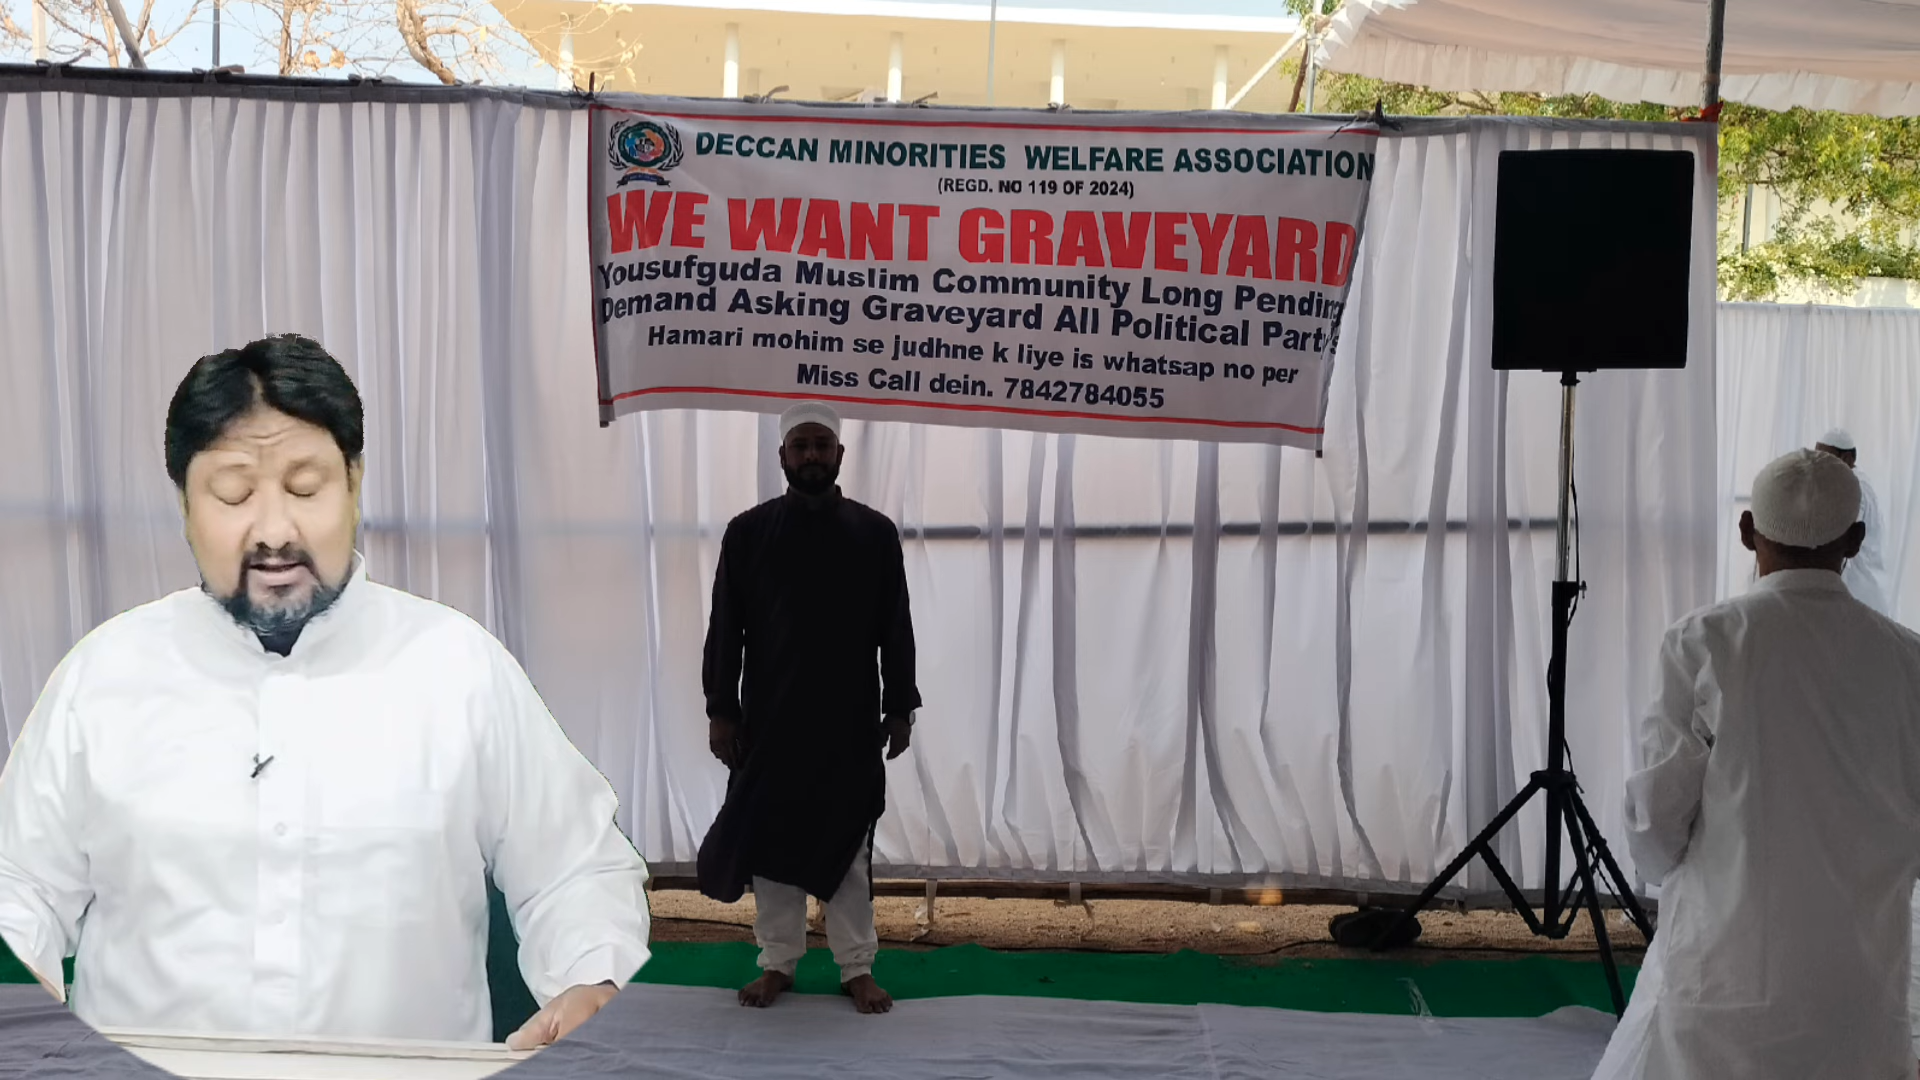 DECCAN MINORITIES WELFARE ASSOCIATION
(REGD. NO 119 OF 2024)
WE WANT GRAVEYARD
Yousufguda Muslim Community Long Pending
Demand Asking Graveyard All Political Party's
Hamari mohim se judhne k liye is whatsap no per
Miss Call dein. 7842784055